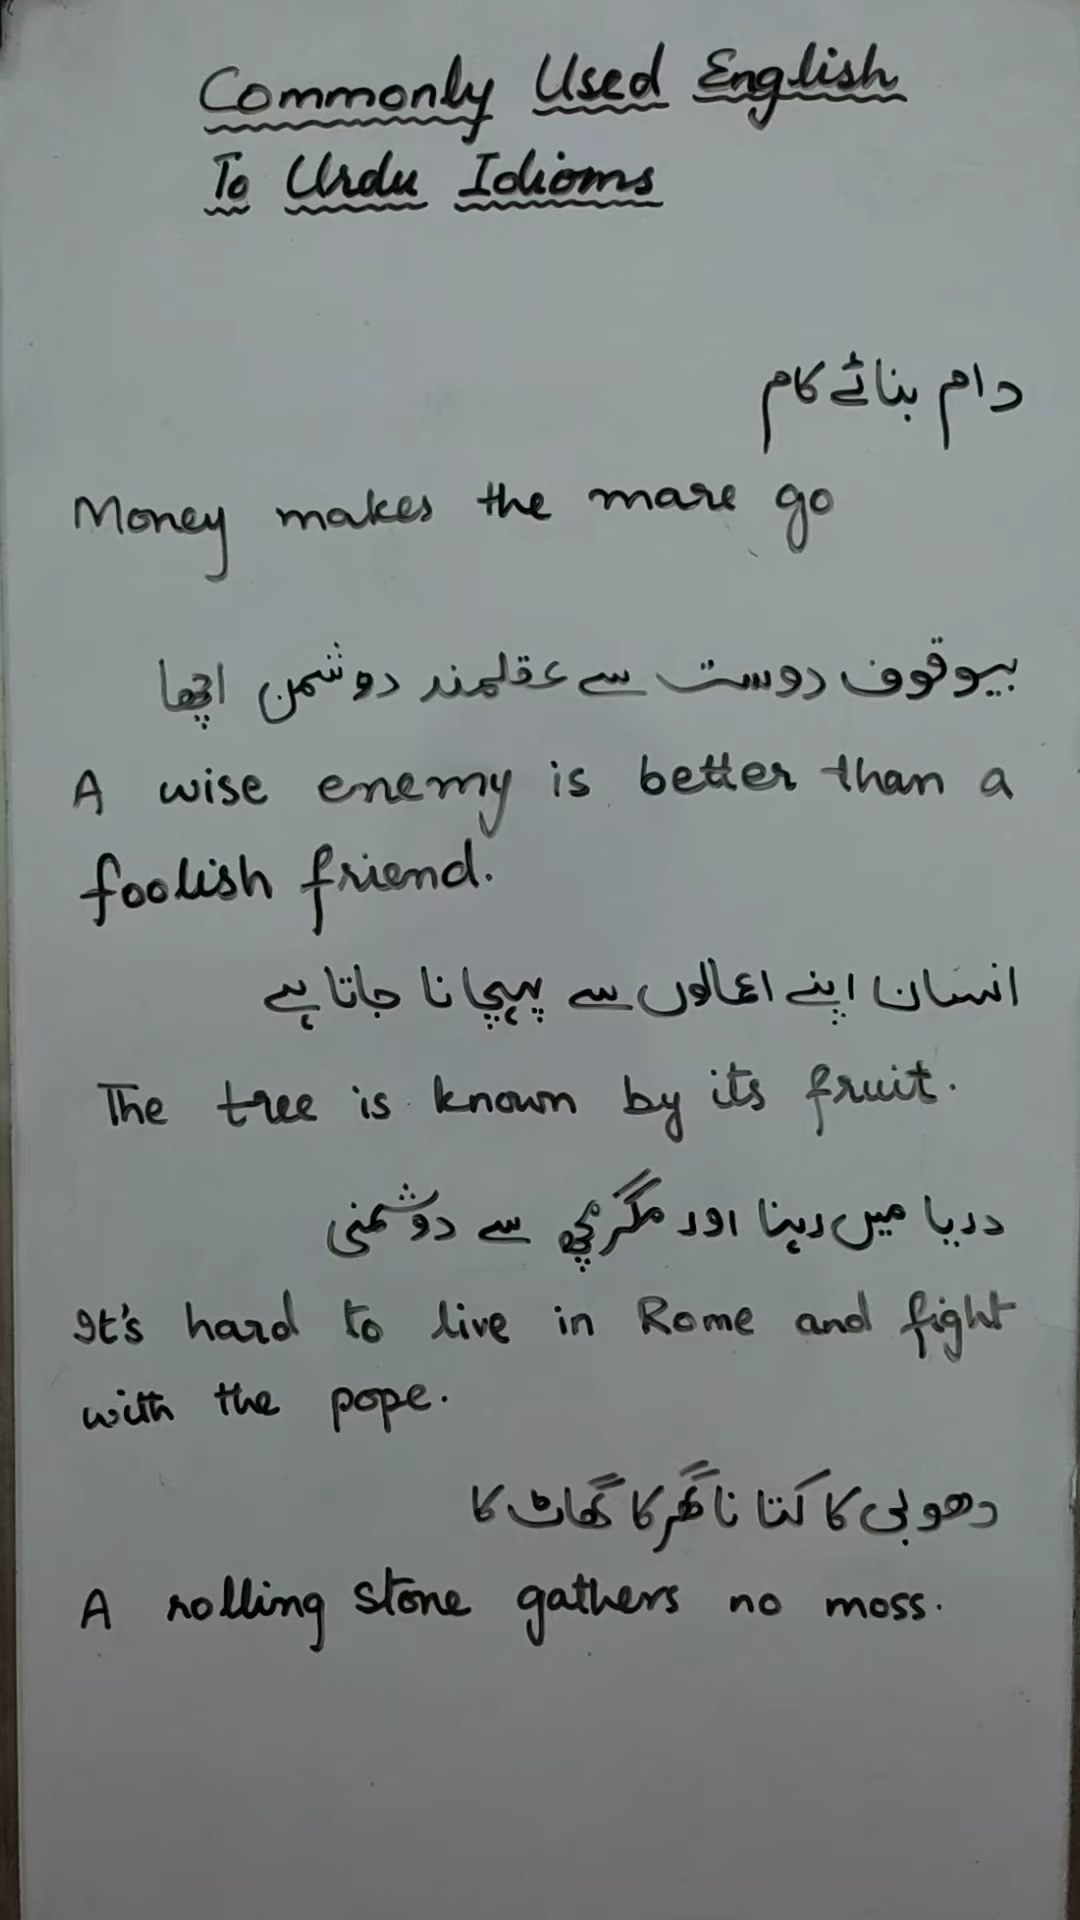 Commonly Used English
To Urdu Idioms
دام بنائے کام
Money makes the mare go
بیوقوف دوست سے عقلمند دوشمن اچھا
A wise enemy is better than a
foolish friend.
انسان اپنے اعمالوں سے پہچانا جاتا ہے
The tree is known by its fruit.
دریا میں رہنا اور مگرمچھ سے دوشمنی
It's hard to live in Rome and fight
with the pope.
دھوبی کا کتا نا گھر کا گھاٹ کا
A rolling stone gathers no moss.